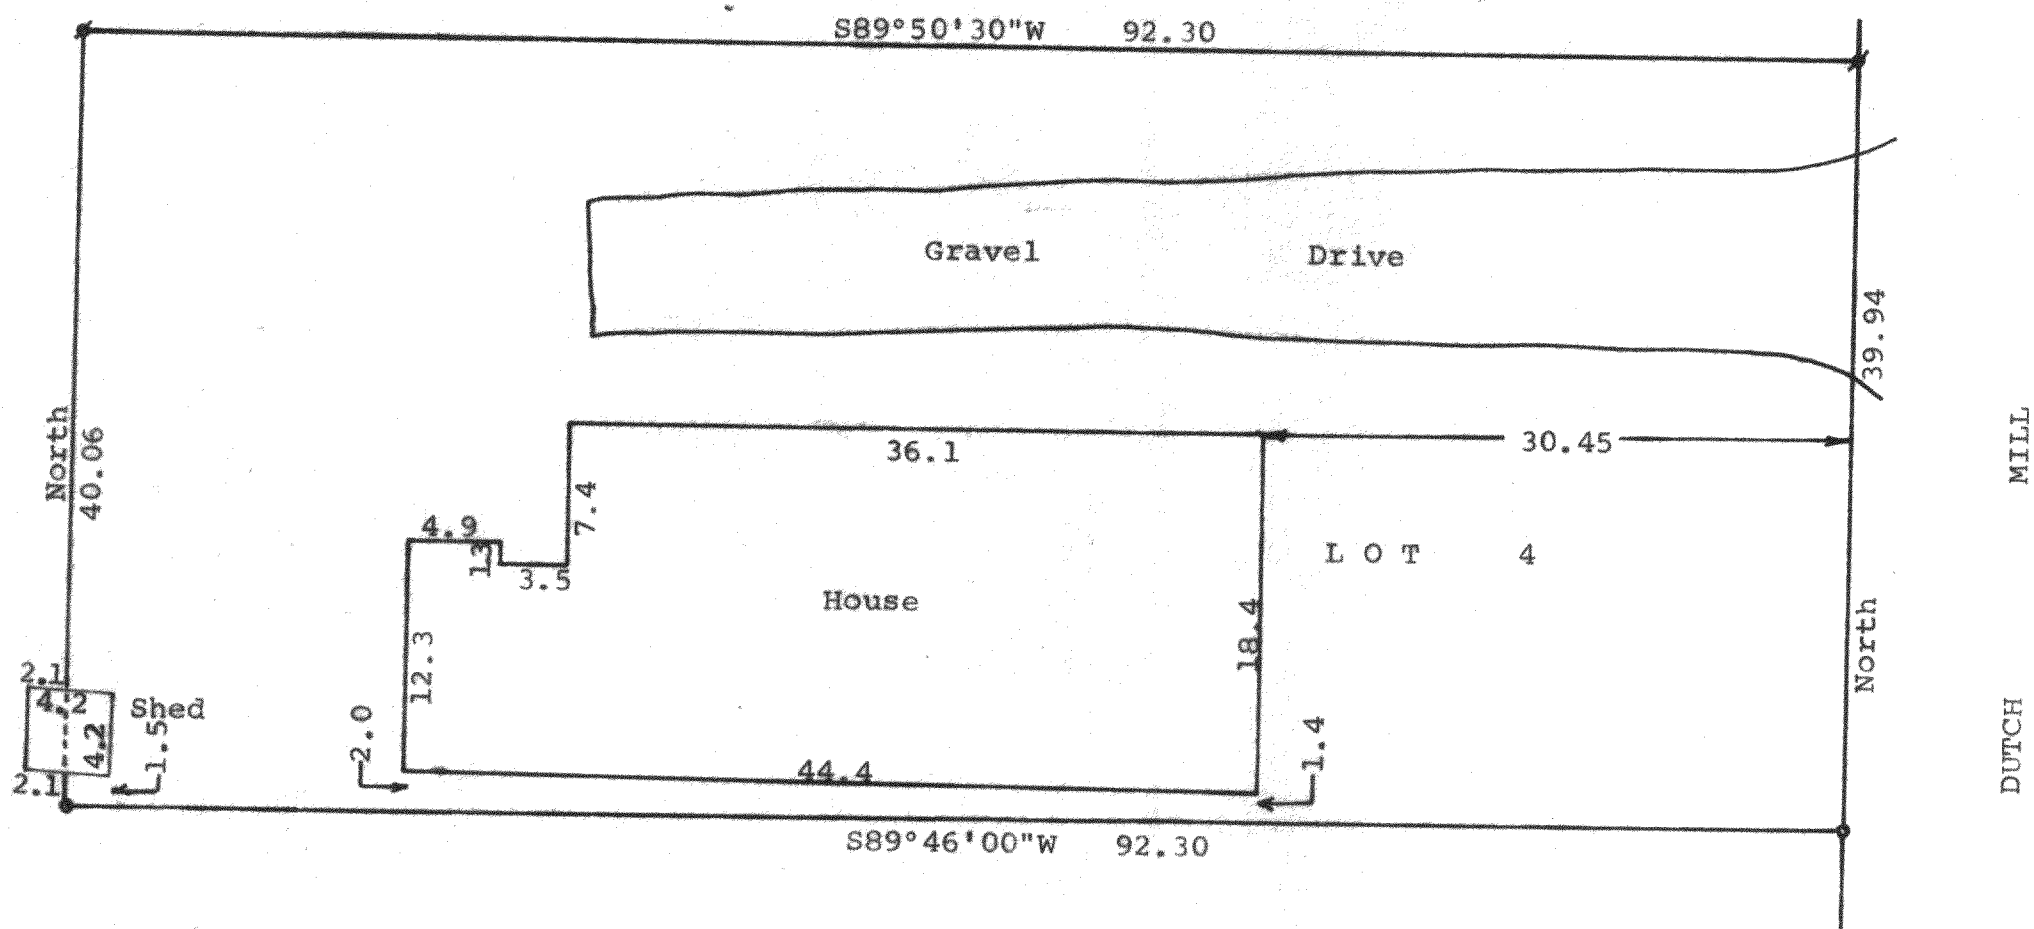 S89°50'30"W 92.30
Gravel Drive
39.94
North
40.06
36.1
30.45
MILL
7.4
4.9
13
3.5
LOT 4
House
18.4
North
12.3
2.1
4.2
Shed
4.2
1.5
2.1
2.0
44.4
1.4
DUTCH
S89°46'00"W 92.30